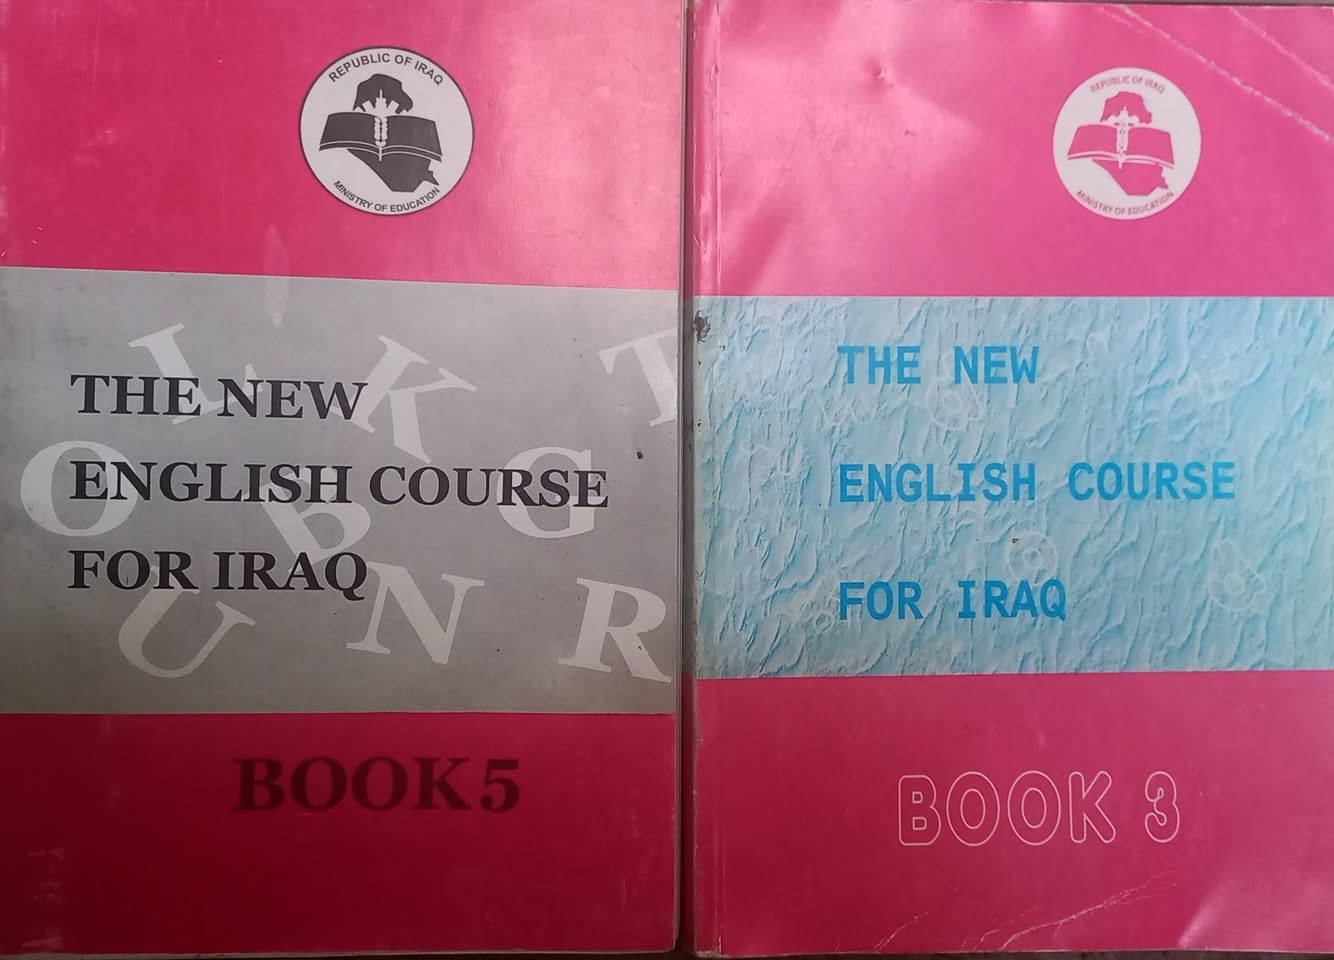 REPUBLIC OF IRAQ
MINISTRY OF EDUCATION
L K T
THE NEW
O B G
ENGLISH COURSE
FOR IRAQ
U N R
BOOK 5
REPUBLIC OF IRAQ
MINISTRY OF EDUCATION
THE NEW
ENGLISH COURSE
FOR IRAQ
BOOK 3